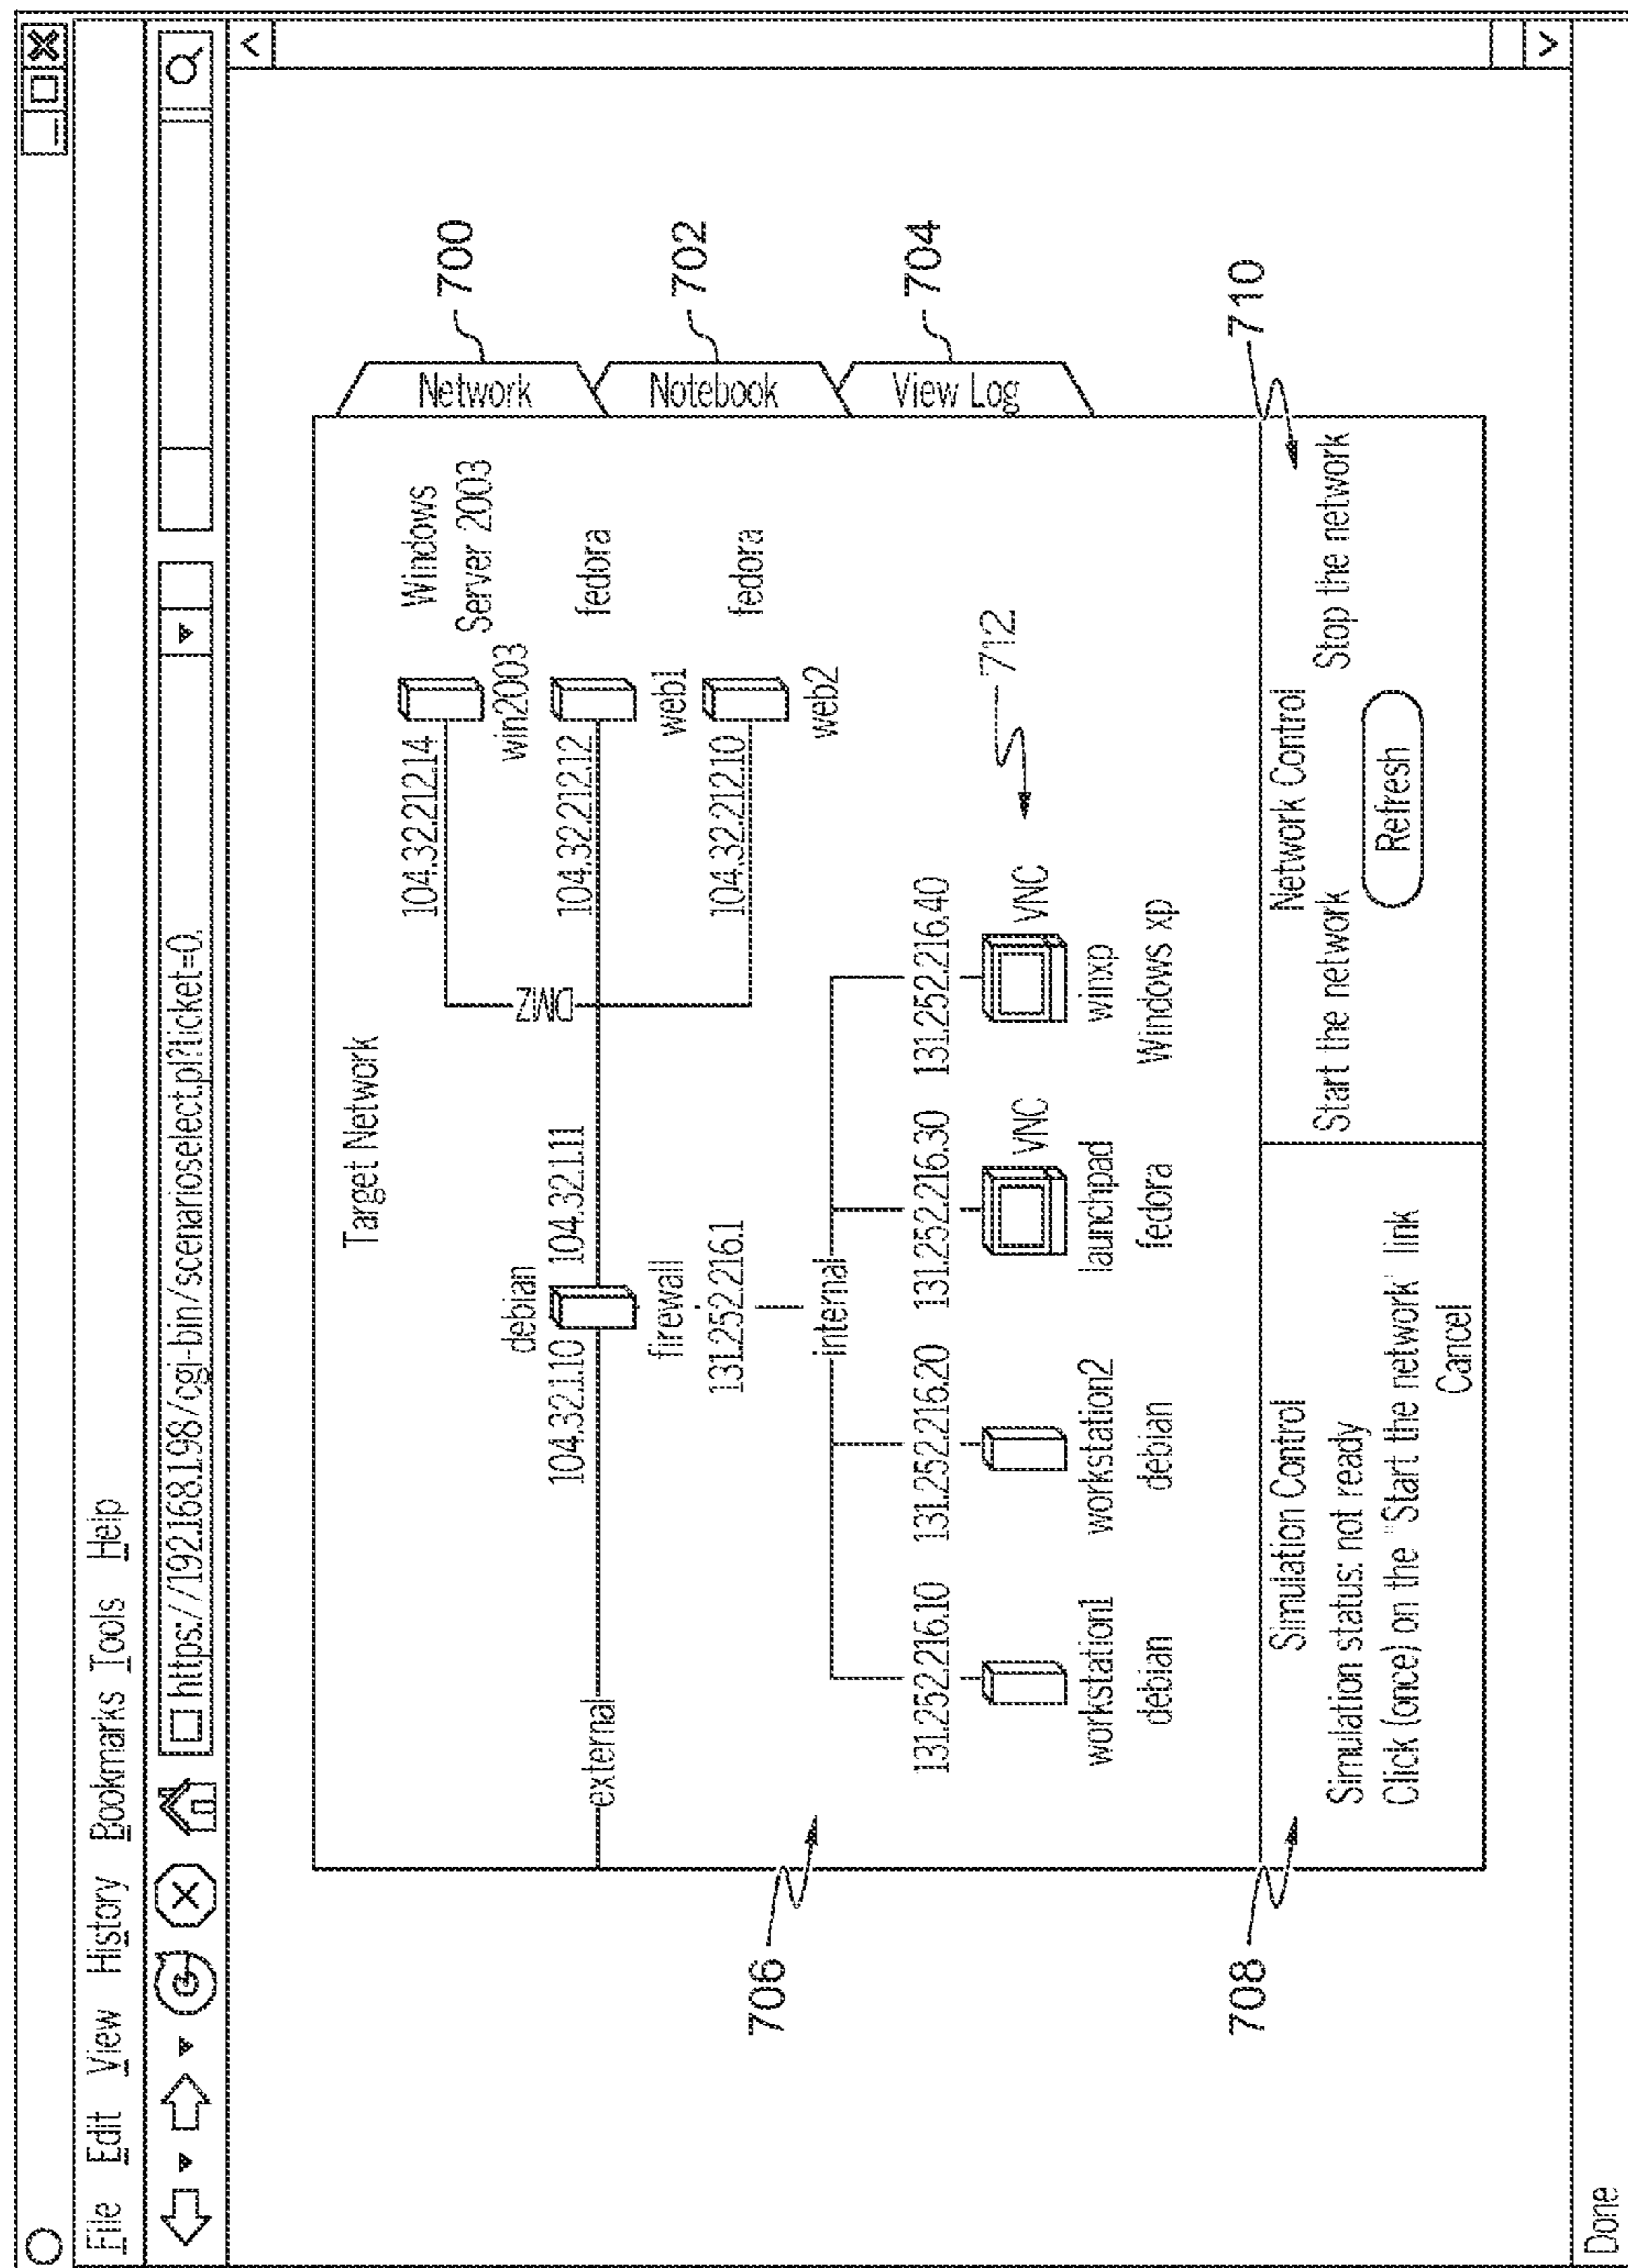 File Edit View History Bookmarks Tools Help
https://192.168.1.98/cgi-bin/scenarioselect.pl?ticket=0.
Target Network
Network
700
Notebook
702
View Log
704
104.32.212.14
Windows
Server 2003
win2003
DMZ
debian
104.32.1.10
104.32.1.11
104.32.212.12
fedora
web1
external
firewall
131.252.216.1
104.32.212.10
fedora
web2
706
internal
131.252.216.10
131.252.216.20
131.252.216.30
131.252.216.40
712
VNC
VNC
workstation1
workstation2
launchpad
winxp
debian
debian
fedora
Windows xp
708
710
Simulation Control
Simulation status: not ready
Click (once) on the "Start the network" link
Cancel
Network Control
Start the network
Stop the network
Refresh
Done